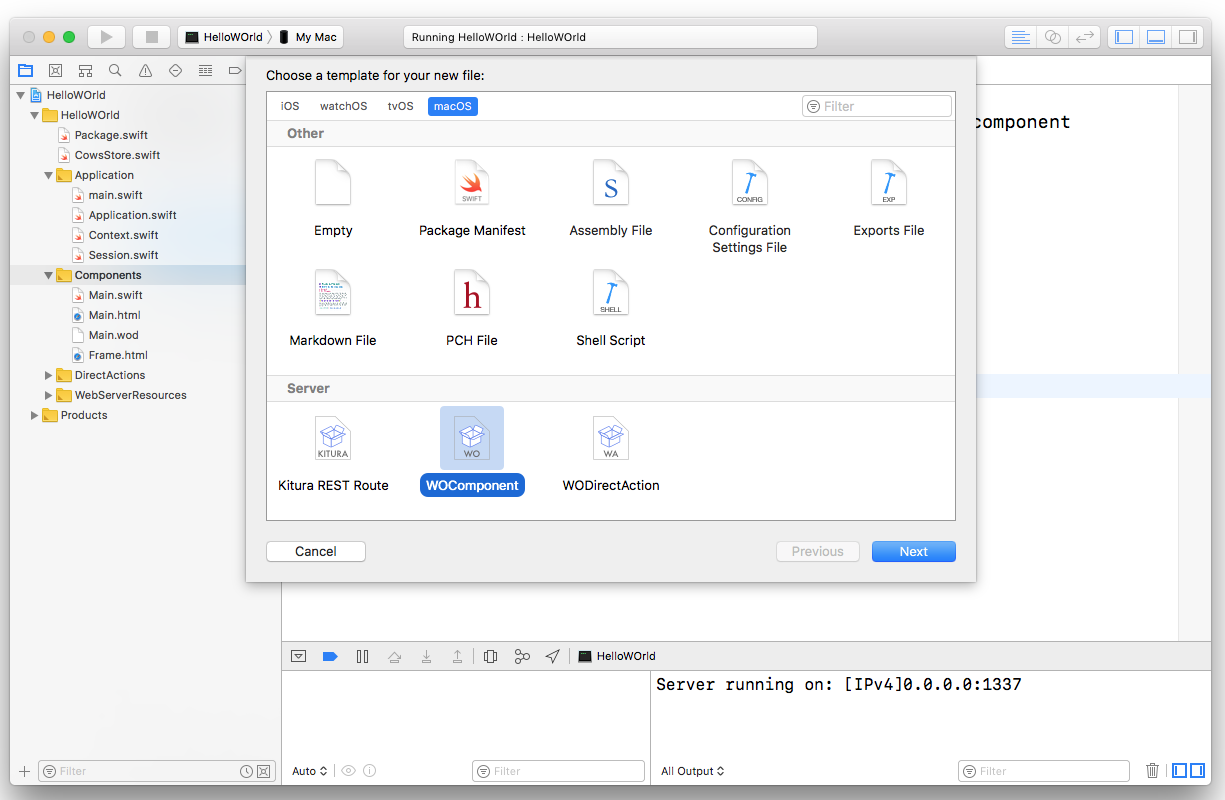 HelloWOrld My Mac
Running HelloWOrld : HelloWOrld
HelloWOrld
HelloWOrld
Package.swift
CowsStore.swift
Application
main.swift
Application.swift
Context.swift
Session.swift
Components
Main.swift
Main.html
Main.wod
Frame.html
DirectActions
WebServerResources
Products
Filter
Choose a template for your new file:
iOS watchOS tvOS macOS Filter
Other
SWIFT S CONFIG EXP
Empty Package Manifest Assembly File Configuration Exports File
Settings File
h SHELL
Markdown File PCH File Shell Script
Server
KITURA WO WA
Kitura REST Route WOComponent WODirectAction
Cancel Previous Next
component
HelloWOrld
Server running on: [IPv4]0.0.0.0:1337
Auto Filter
All Output Filter